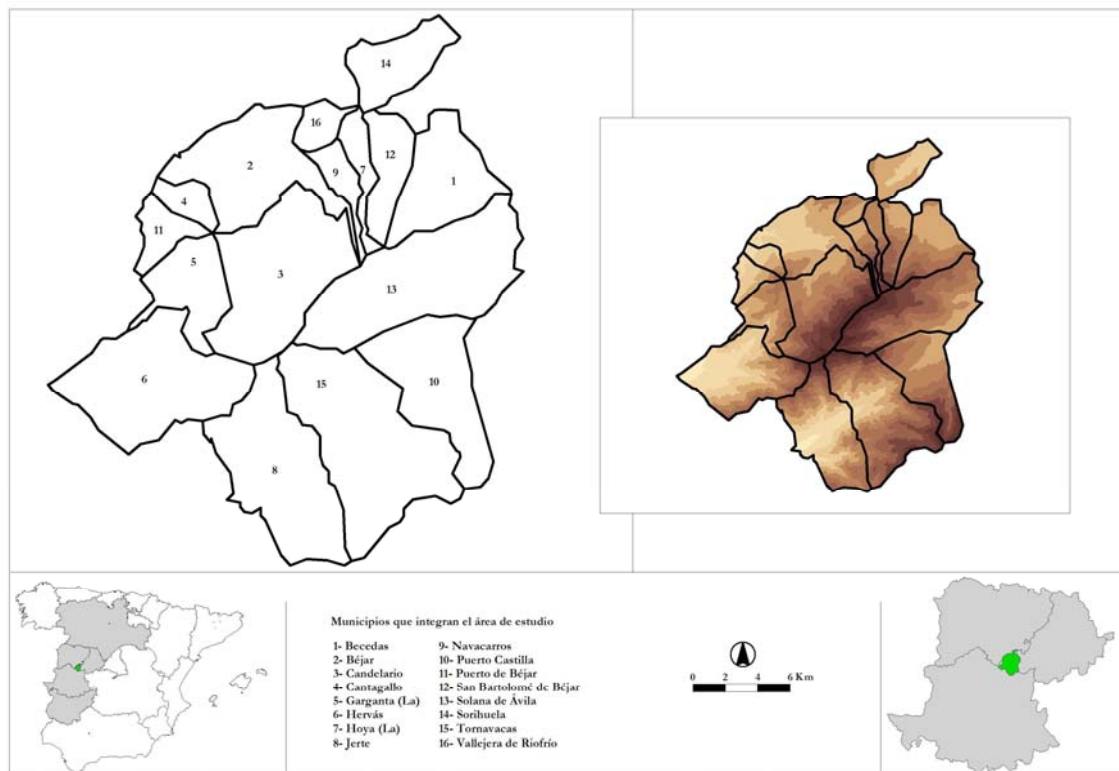 14
16
12
2
9
7
1
4
11
5
3
13
6
15
10
8
Municipios que integran el área de estudio
1- Becedas
2- Béjar
3- Candelario
4- Cantagallo
5- Garganta (La)
6- Hervás
7- Hoya (La)
8- Jerte
9- Navacarros
10- Puerto Castilla
11- Puerto de Béjar
12- San Bartolomé de Béjar
13- Solana de Ávila
14- Sorihuela
15- Tornavacas
16- Vallejera de Riofrío
0 2 4 6 Km